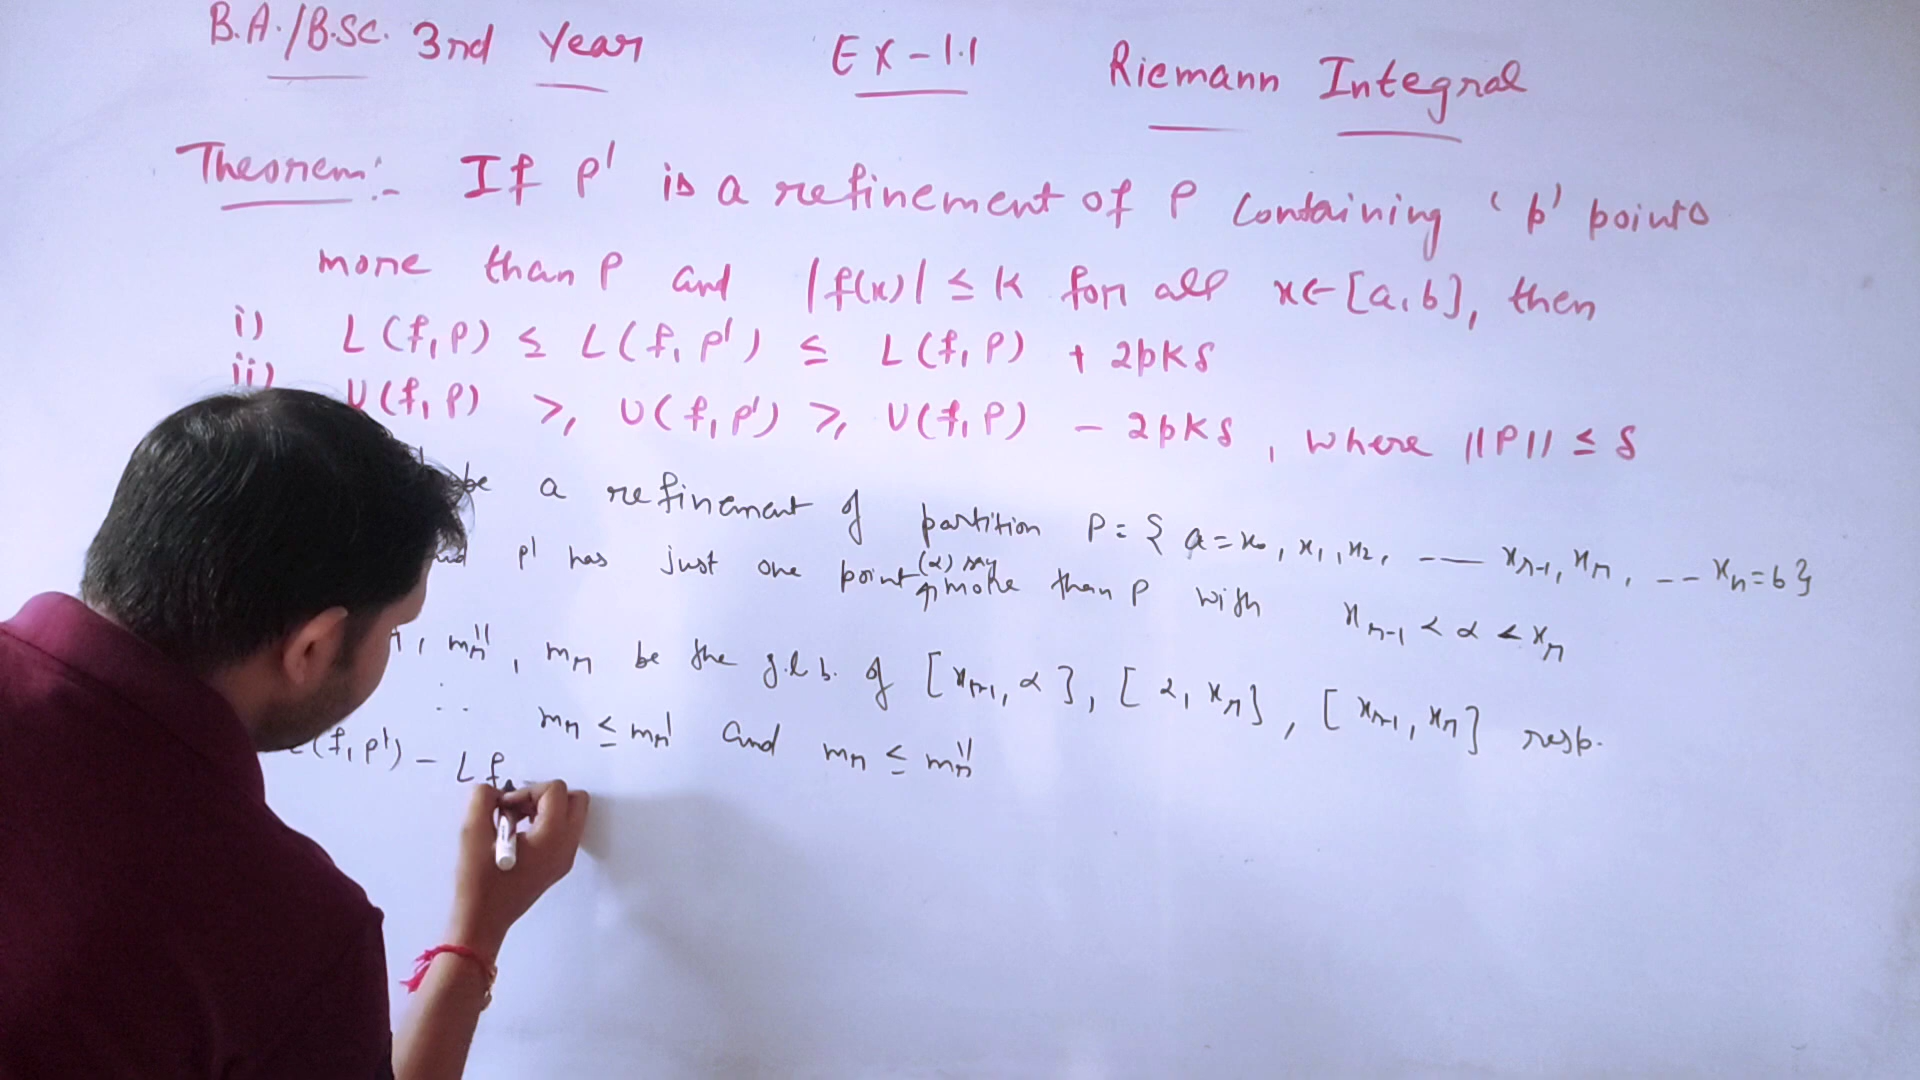 B.A./B.Sc. 3rd Year EX-1.1 Riemann Integral
Theorem:- If P' is a refinement of P containing 'p' points
more than P and |f(x)| ≤ k for all x∈[a,b], then
i) L(f,P) ≤ L(f,P') ≤ L(f,P) + 2pkδ
ii) U(f,P) ≥ U(f,P') ≥ U(f,P) - 2pkδ, where ||P|| ≤ δ
be a refinement of partition P = { a = x₀, x₁, x₂, --- xᵣ₋₁, xᵣ, -- xₙ = b }
P' has just one point (α) say more than P with xᵣ₋₁ < α < xᵣ
, mᵣ'', mᵣ be the g.l.b. of [xᵣ₋₁, α], [α, xᵣ], [xᵣ₋₁, xᵣ] resp.
∴ mᵣ ≤ mᵣ' and mᵣ ≤ mᵣ''
(f, P') - L f